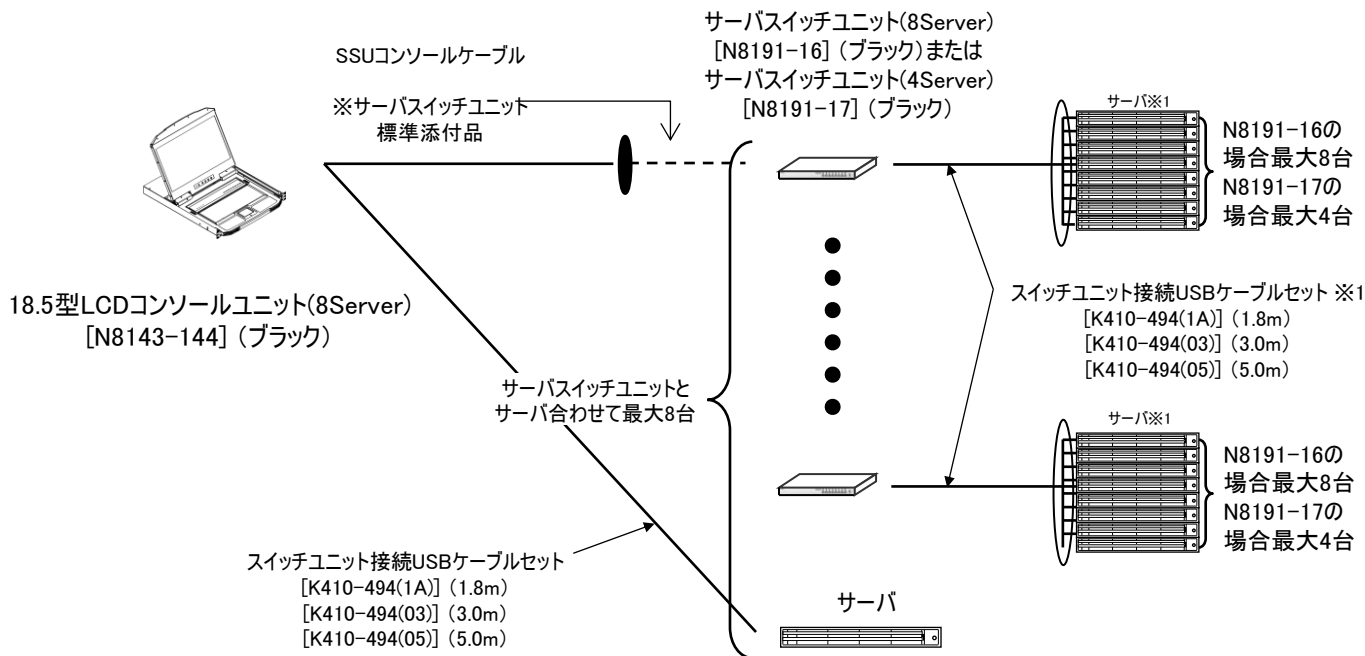 サーバスイッチユニット(8Server)
[N8191-16] (ブラック)または
サーバスイッチユニット(4Server)
[N8191-17] (ブラック)
SSUコンソールケーブル
※サーバスイッチユニット
標準添付品
サーバ※1
N8191-16の
場合最大8台
N8191-17の
場合最大4台
18.5型LCDコンソールユニット(8Server)
[N8143-144] (ブラック)
スイッチユニット接続USBケーブルセット ※1
[K410-494(1A)] (1.8m)
[K410-494(03)] (3.0m)
[K410-494(05)] (5.0m)
サーバスイッチユニットと
サーバ合わせて最大8台
サーバ※1
N8191-16の
場合最大8台
N8191-17の
場合最大4台
スイッチユニット接続USBケーブルセット
[K410-494(1A)] (1.8m)
[K410-494(03)] (3.0m)
[K410-494(05)] (5.0m)
サーバ